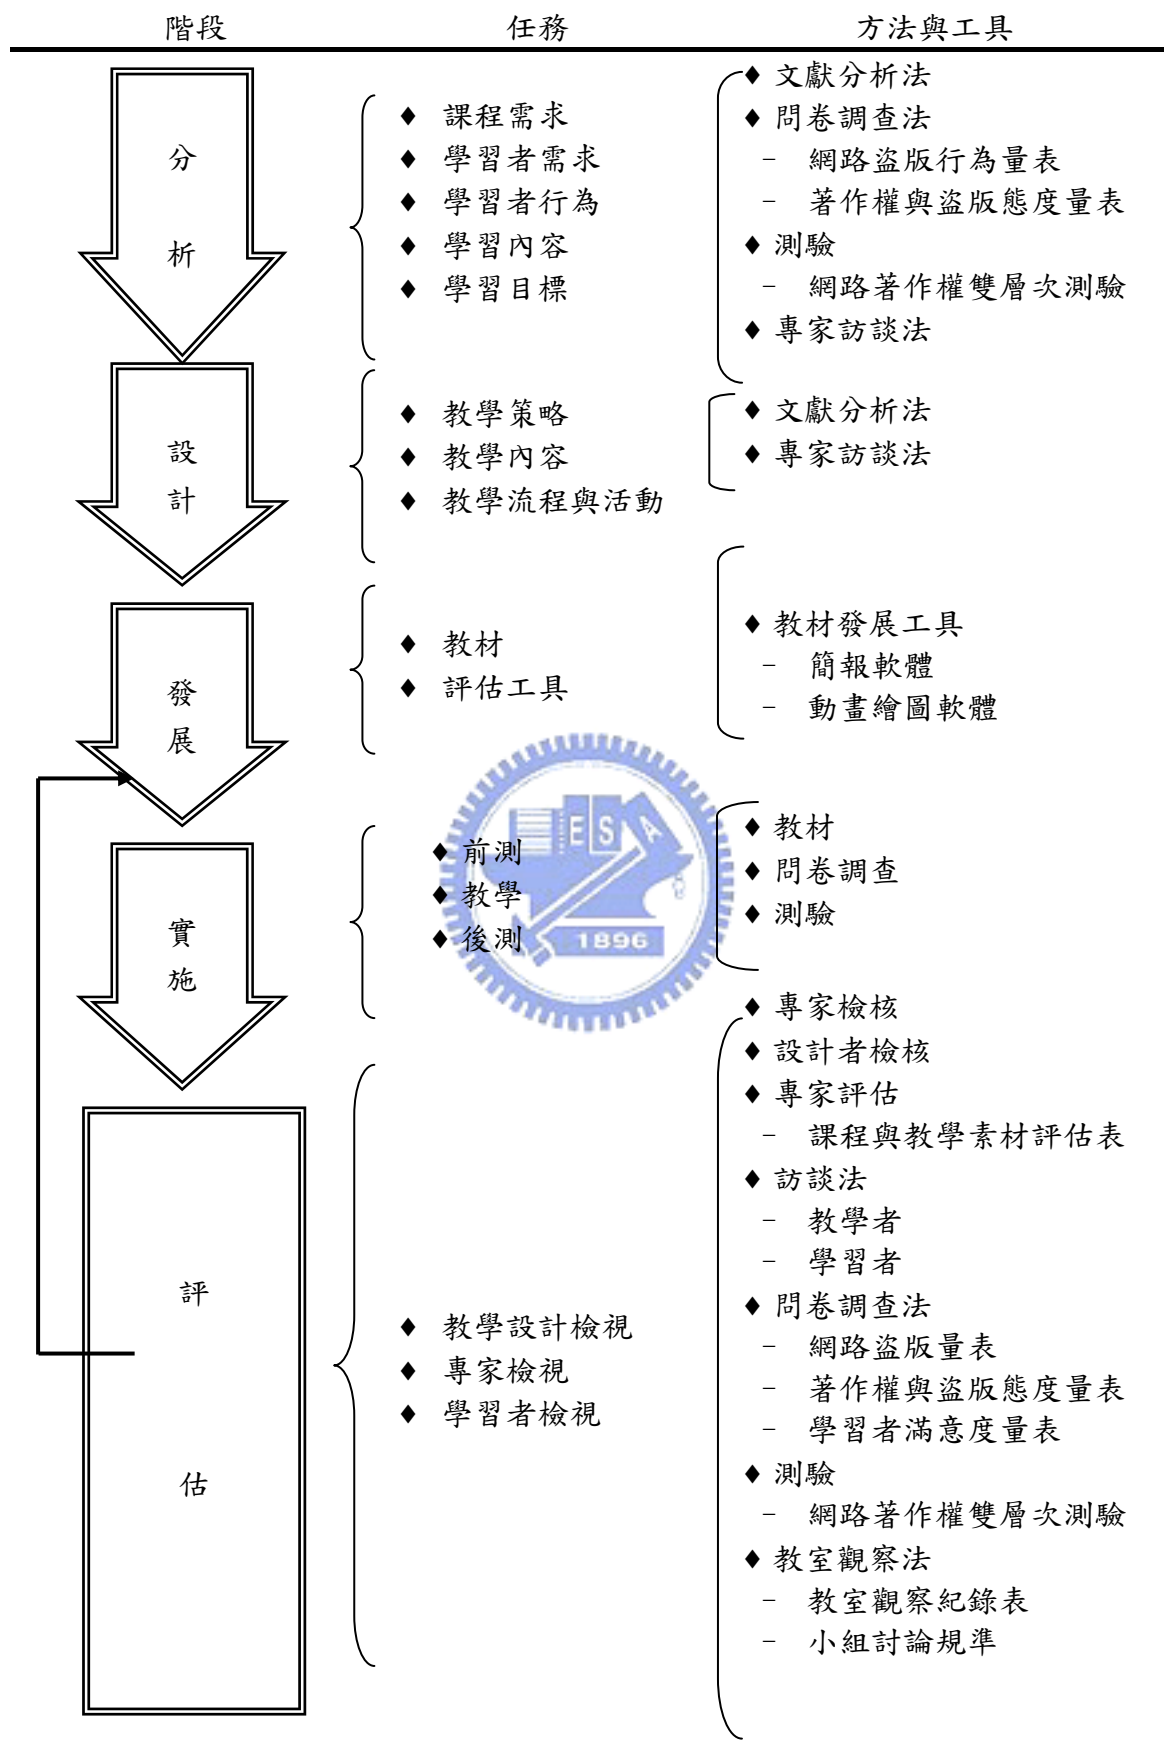 階段 任務 方法與工具
分
析
♦ 課程需求
♦ 學習者需求
♦ 學習者行為
♦ 學習內容
♦ 學習目標
♦ 文獻分析法
♦ 問卷調查法
- 網路盜版行為量表
- 著作權與盜版態度量表
♦ 測驗
- 網路著作權雙層次測驗
♦ 專家訪談法
設
計
♦ 教學策略
♦ 教學內容
♦ 教學流程與活動
♦ 文獻分析法
♦ 專家訪談法
發
展
♦ 教材
♦ 評估工具
♦ 教材發展工具
- 簡報軟體
- 動畫繪圖軟體
實
施
♦ 前測
♦ 教學
♦ 後測
E S A
1896
♦ 教材
♦ 問卷調查
♦ 測驗
評
估
♦ 教學設計檢視
♦ 專家檢視
♦ 學習者檢視
♦ 專家檢核
♦ 設計者檢核
♦ 專家評估
- 課程與教學素材評估表
♦ 訪談法
- 教學者
- 學習者
♦ 問卷調查法
- 網路盜版量表
- 著作權與盜版態度量表
- 學習者滿意度量表
♦ 測驗
- 網路著作權雙層次測驗
♦ 教室觀察法
- 教室觀察紀錄表
- 小組討論規準